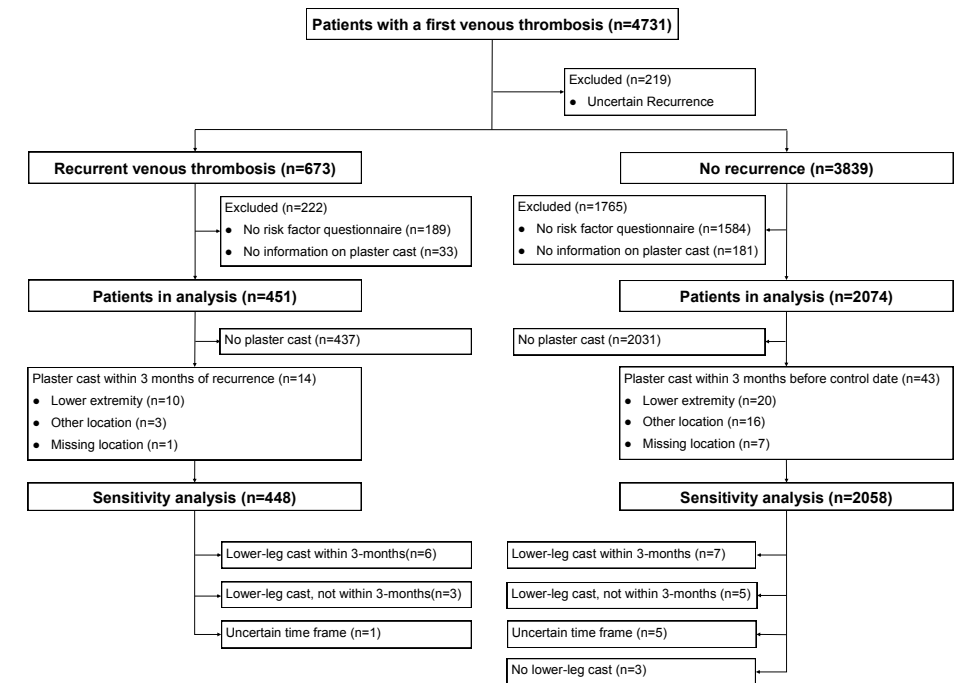 Patients with a first venous thrombosis (n=4731)
Excluded (n=219)
● Uncertain Recurrence
Recurrent venous thrombosis (n=673)
No recurrence (n=3839)
Excluded (n=222)
● No risk factor questionnaire (n=189)
● No information on plaster cast (n=33)
Excluded (n=1765)
● No risk factor questionnaire (n=1584)
● No information on plaster cast (n=181)
Patients in analysis (n=451)
Patients in analysis (n=2074)
No plaster cast (n=437)
No plaster cast (n=2031)
Plaster cast within 3 months of recurrence (n=14)
● Lower extremity (n=10)
● Other location (n=3)
● Missing location (n=1)
Plaster cast within 3 months before control date (n=43)
● Lower extremity (n=20)
● Other location (n=16)
● Missing location (n=7)
Sensitivity analysis (n=448)
Sensitivity analysis (n=2058)
Lower-leg cast within 3-months(n=6)
Lower-leg cast, not within 3-months(n=3)
Uncertain time frame (n=1)
Lower-leg cast within 3-months (n=7)
Lower-leg cast, not within 3-months (n=5)
Uncertain time frame (n=5)
No lower-leg cast (n=3)